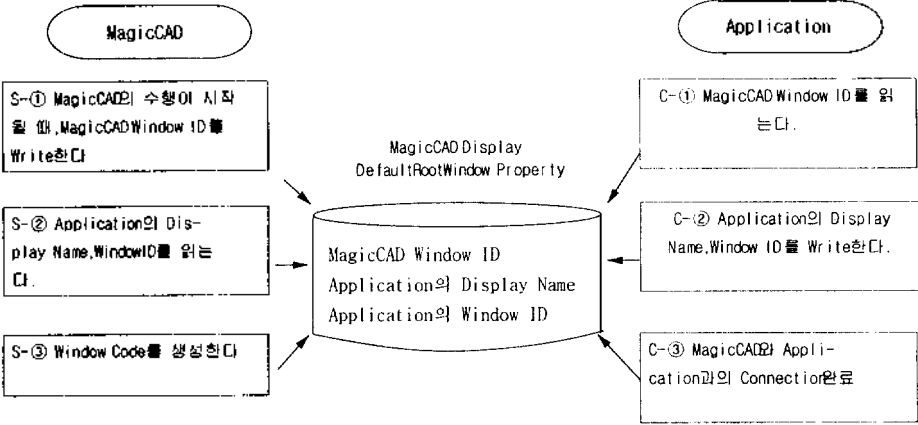 MagicCAD
S-① MagicCAD의 수행이 시작
될 때,MagicCAD Window ID를
Write한다
S-② Application의 Dis-
play Name,WindowID를 읽는
다.
S-③ Window Code를 생성한다
MagicCAD Display
DefaultRootWindow Property
MagicCAD Window ID
Application의 Display Name
Application의 Window ID
Application
C-① MagicCAD Window ID를 읽
는다.
C-② Application의 Display
Name,Window ID를 Write한다.
C-③ MagicCAD와 Appli-
cation과의 Connection완료